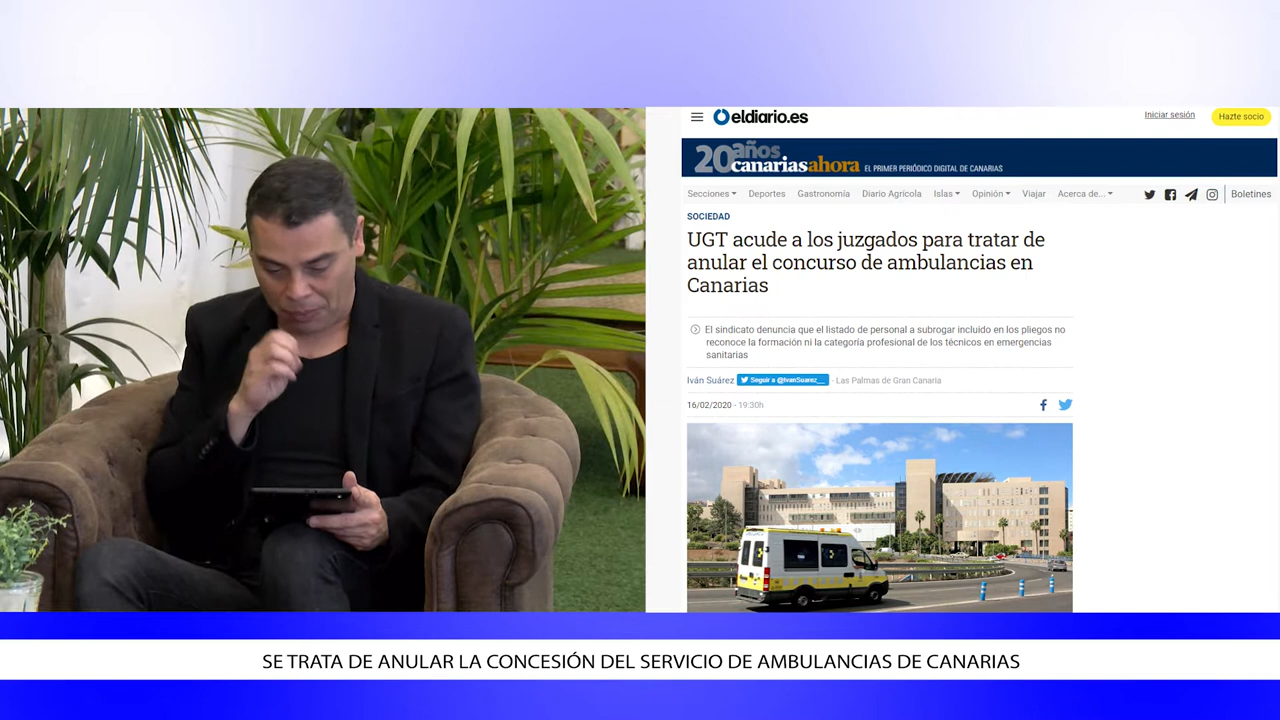 eldiario.es
Iniciar sesión
Hazte socio
20 años canariasahora EL PRIMER PERIÓDICO DIGITAL DE CANARIAS
Secciones Deportes Gastronomía Diario Agrícola Islas Opinión Viajar Acerca de... Boletines
SOCIEDAD
UGT acude a los juzgados para tratar de
anular el concurso de ambulancias en
Canarias
El sindicato denuncia que el listado de personal a subrogar incluido en los pliegos no
reconoce la formación ni la categoría profesional de los técnicos en emergencias
sanitarias
Iván Suárez Seguir a @IvanSuarez__ - Las Palmas de Gran Canaria
16/02/2020 - 19:30h
SE TRATA DE ANULAR LA CONCESIÓN DEL SERVICIO DE AMBULANCIAS DE CANARIAS